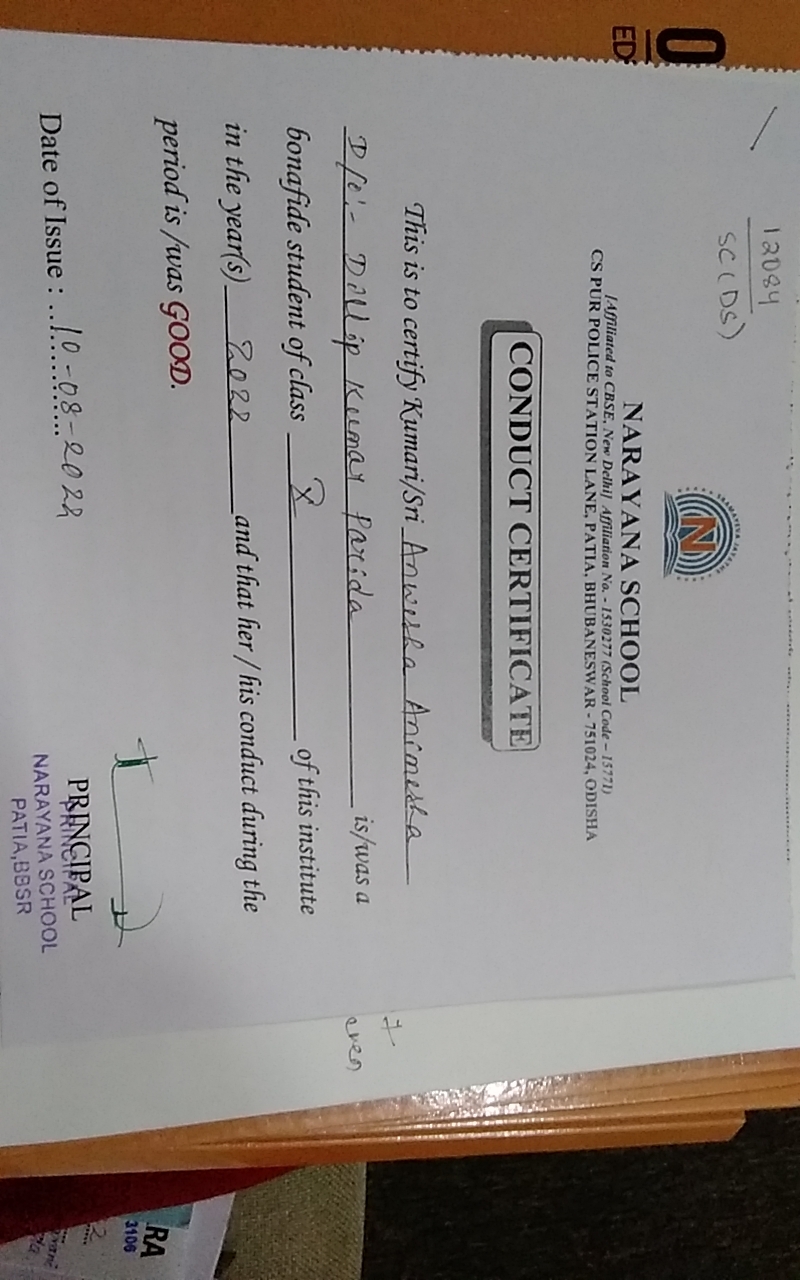 12084
SC(DS)
NARAYANA SCHOOL
[Affiliated to CBSE, New Delhi] Affiliation No. - 1530277 (School Code – 15771)
CS PUR POLICE STATION LANE, PATIA, BHUBANESWAR - 751024, ODISHA
CONDUCT CERTIFICATE
This is to certify Kumari/Sri Anwesha Animesha
D/o:- Dillip Kumar Parida is/was a
bonafide student of class X of this institute
in the year(s) 2022 and that her / his conduct during the
period is /was GOOD.
Date of Issue : 10-08-2022
PRINCIPAL
PRINCIPAL
NARAYANA SCHOOL
PATIA,BBSR
RA
3106